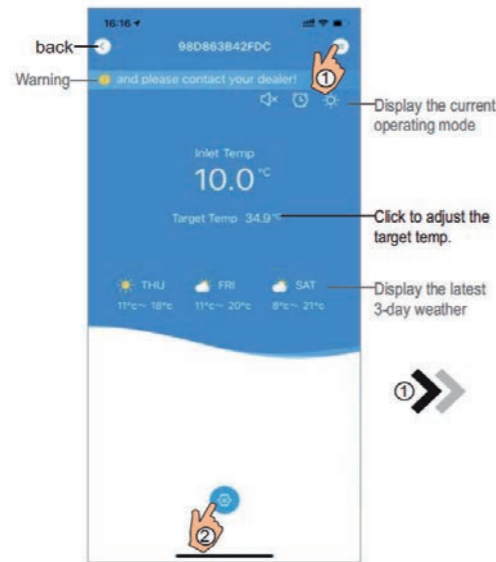 16:16
back
98D863B42FDC
Warning
and please contact your dealer!
①
Display the current
operating mode
Inlet Temp
10.0 °C
Target Temp 34.9 °C
Click to adjust the
target temp.
THU FRI SAT
11°c~ 18°c 11°c~ 20°c 8°c~ 21°c
Display the latest
3-day weather
①
②